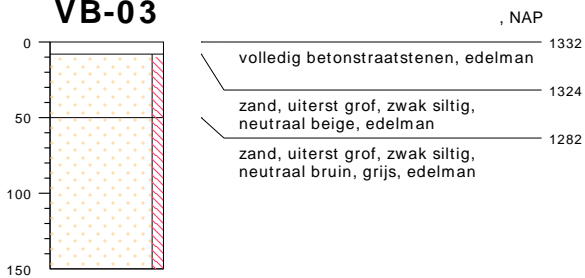 VB-03
, NAP
0
1332
volledig betonstraatstenen, edelman
1324
zand, uiterst grof, zwak siltig,
neutraal beige, edelman
50
1282
zand, uiterst grof, zwak siltig,
neutraal bruin, grijs, edelman
100
150